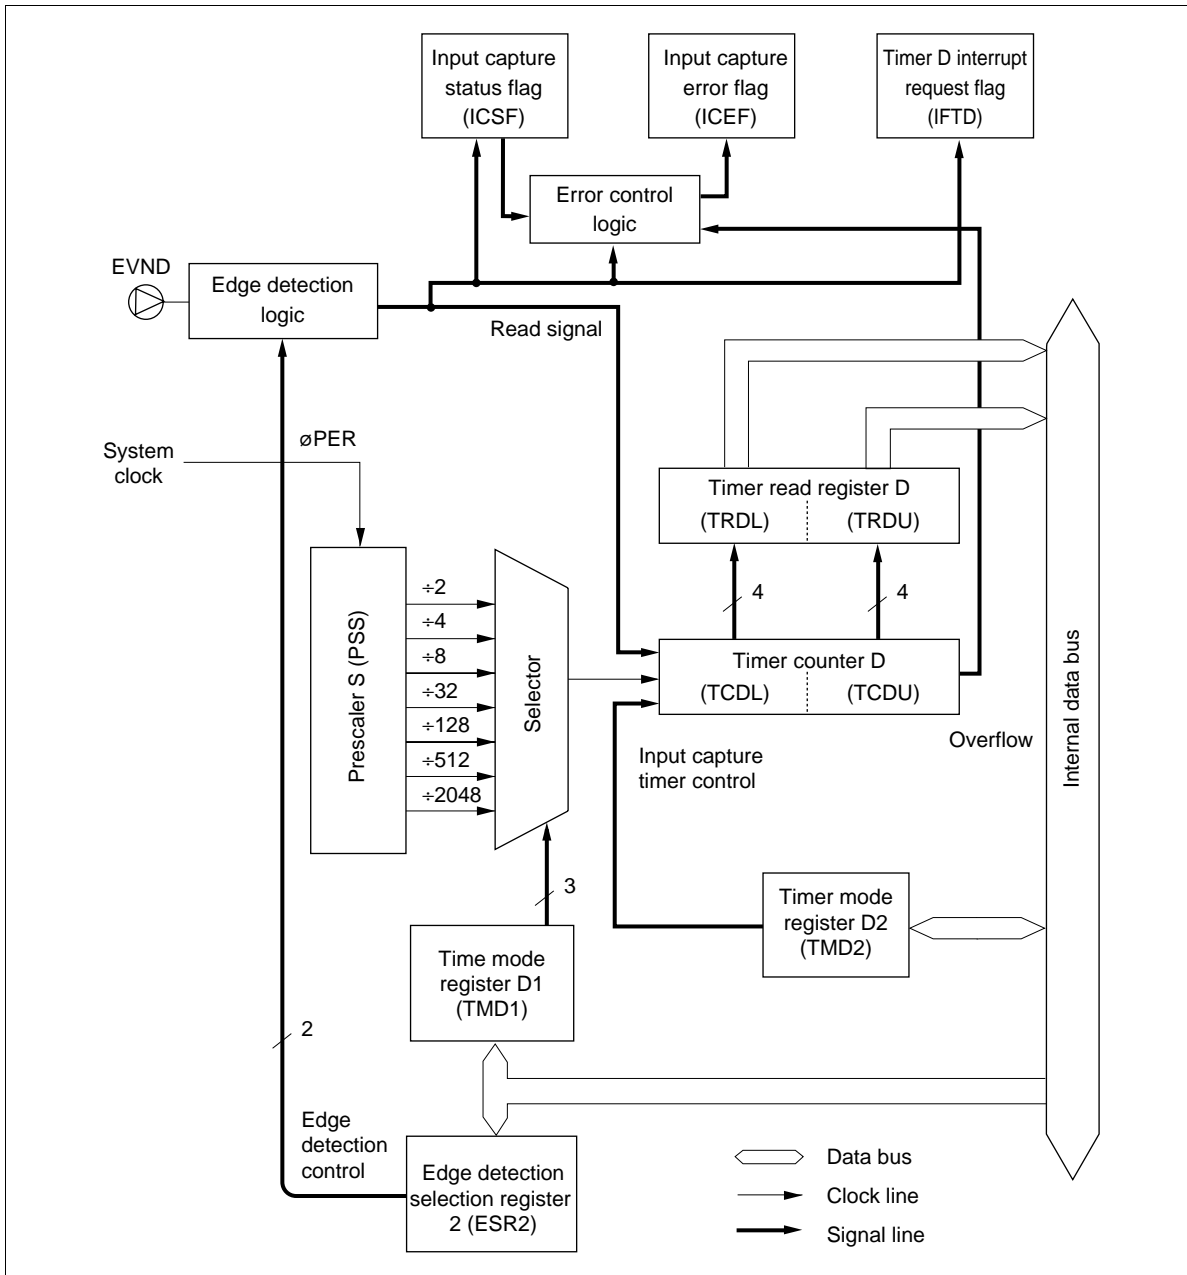 Input capture
status flag
(ICSF)
Input capture
error flag
(ICEF)
Timer D interrupt
request flag
(IFTD)
Error control
logic
EVND
Edge detection
logic
Read signal
øPER
System
clock
Timer read register D
(TRDL)
(TRDU)
4
4
Prescaler S (PSS)
÷2
÷4
÷8
÷32
÷128
÷512
÷2048
Selector
Timer counter D
(TCDL)
(TCDU)
Input capture
timer control
Overflow
Internal data bus
3
Timer mode
register D2
(TMD2)
Time mode
register D1
(TMD1)
2
Edge
detection
control
Edge detection
selection register
2 (ESR2)
Data bus
Clock line
Signal line